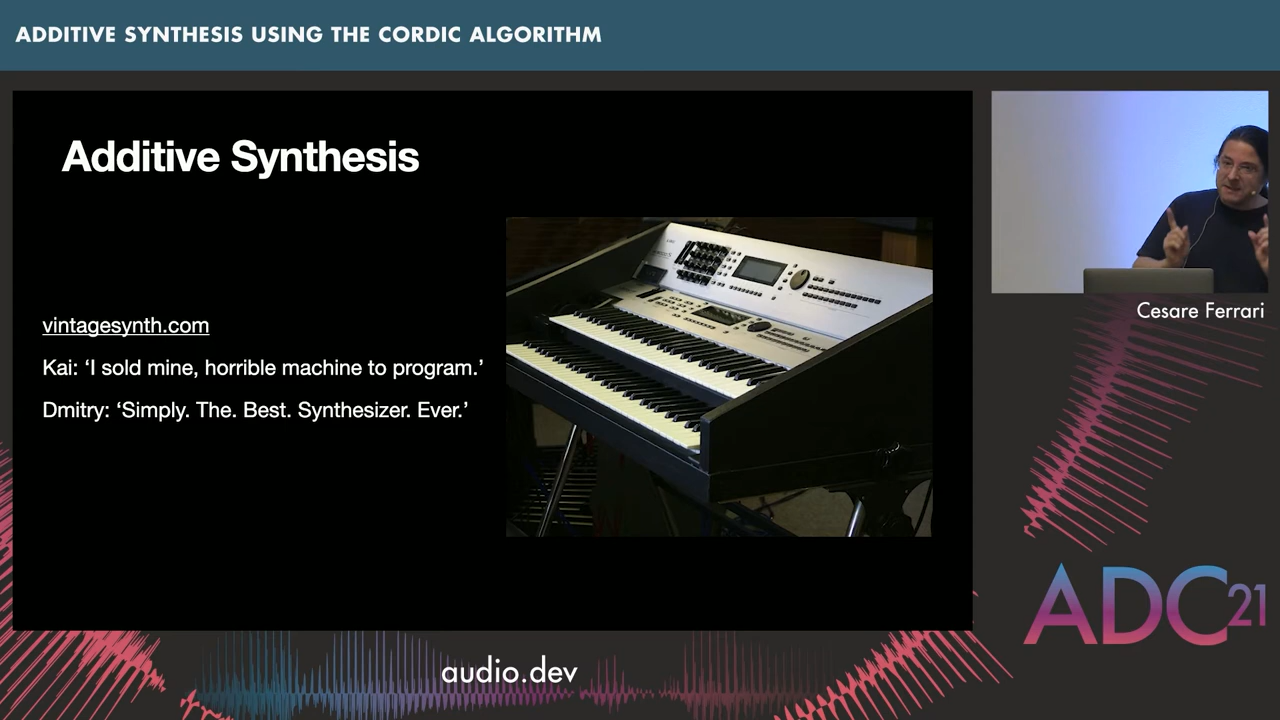 ADDITIVE SYNTHESIS USING THE CORDIC ALGORITHM
Additive Synthesis
vintagesynth.com
Kai: ‘I sold mine, horrible machine to program.’
Dmitry: ‘Simply. The. Best. Synthesizer. Ever.’
Cesare Ferrari
ADC21
audio.dev